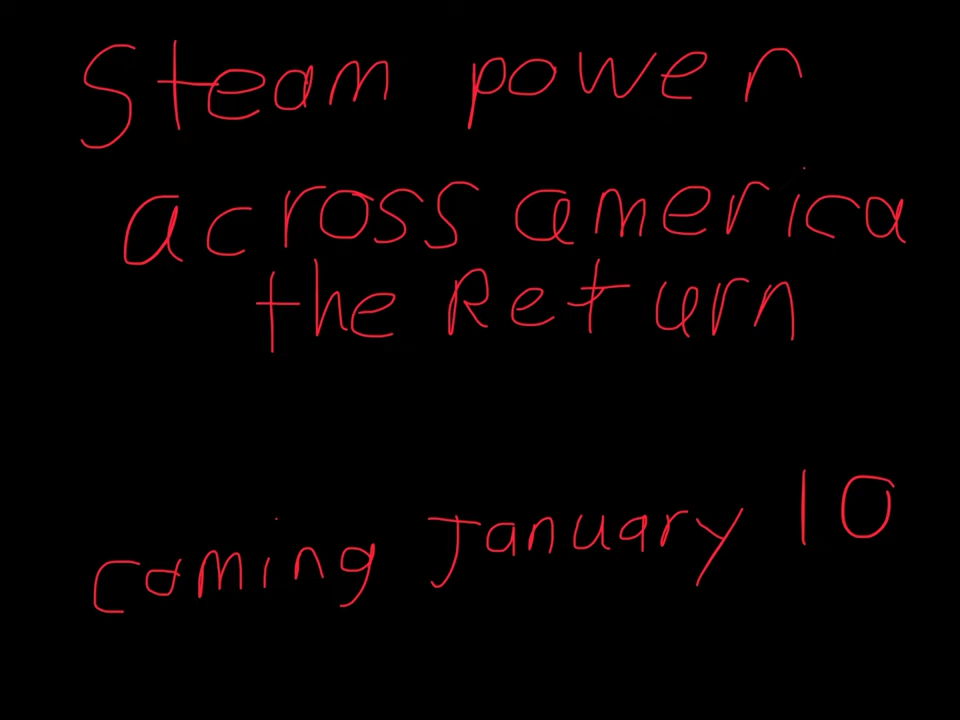 Steam power
across america
the Return
coming January 10